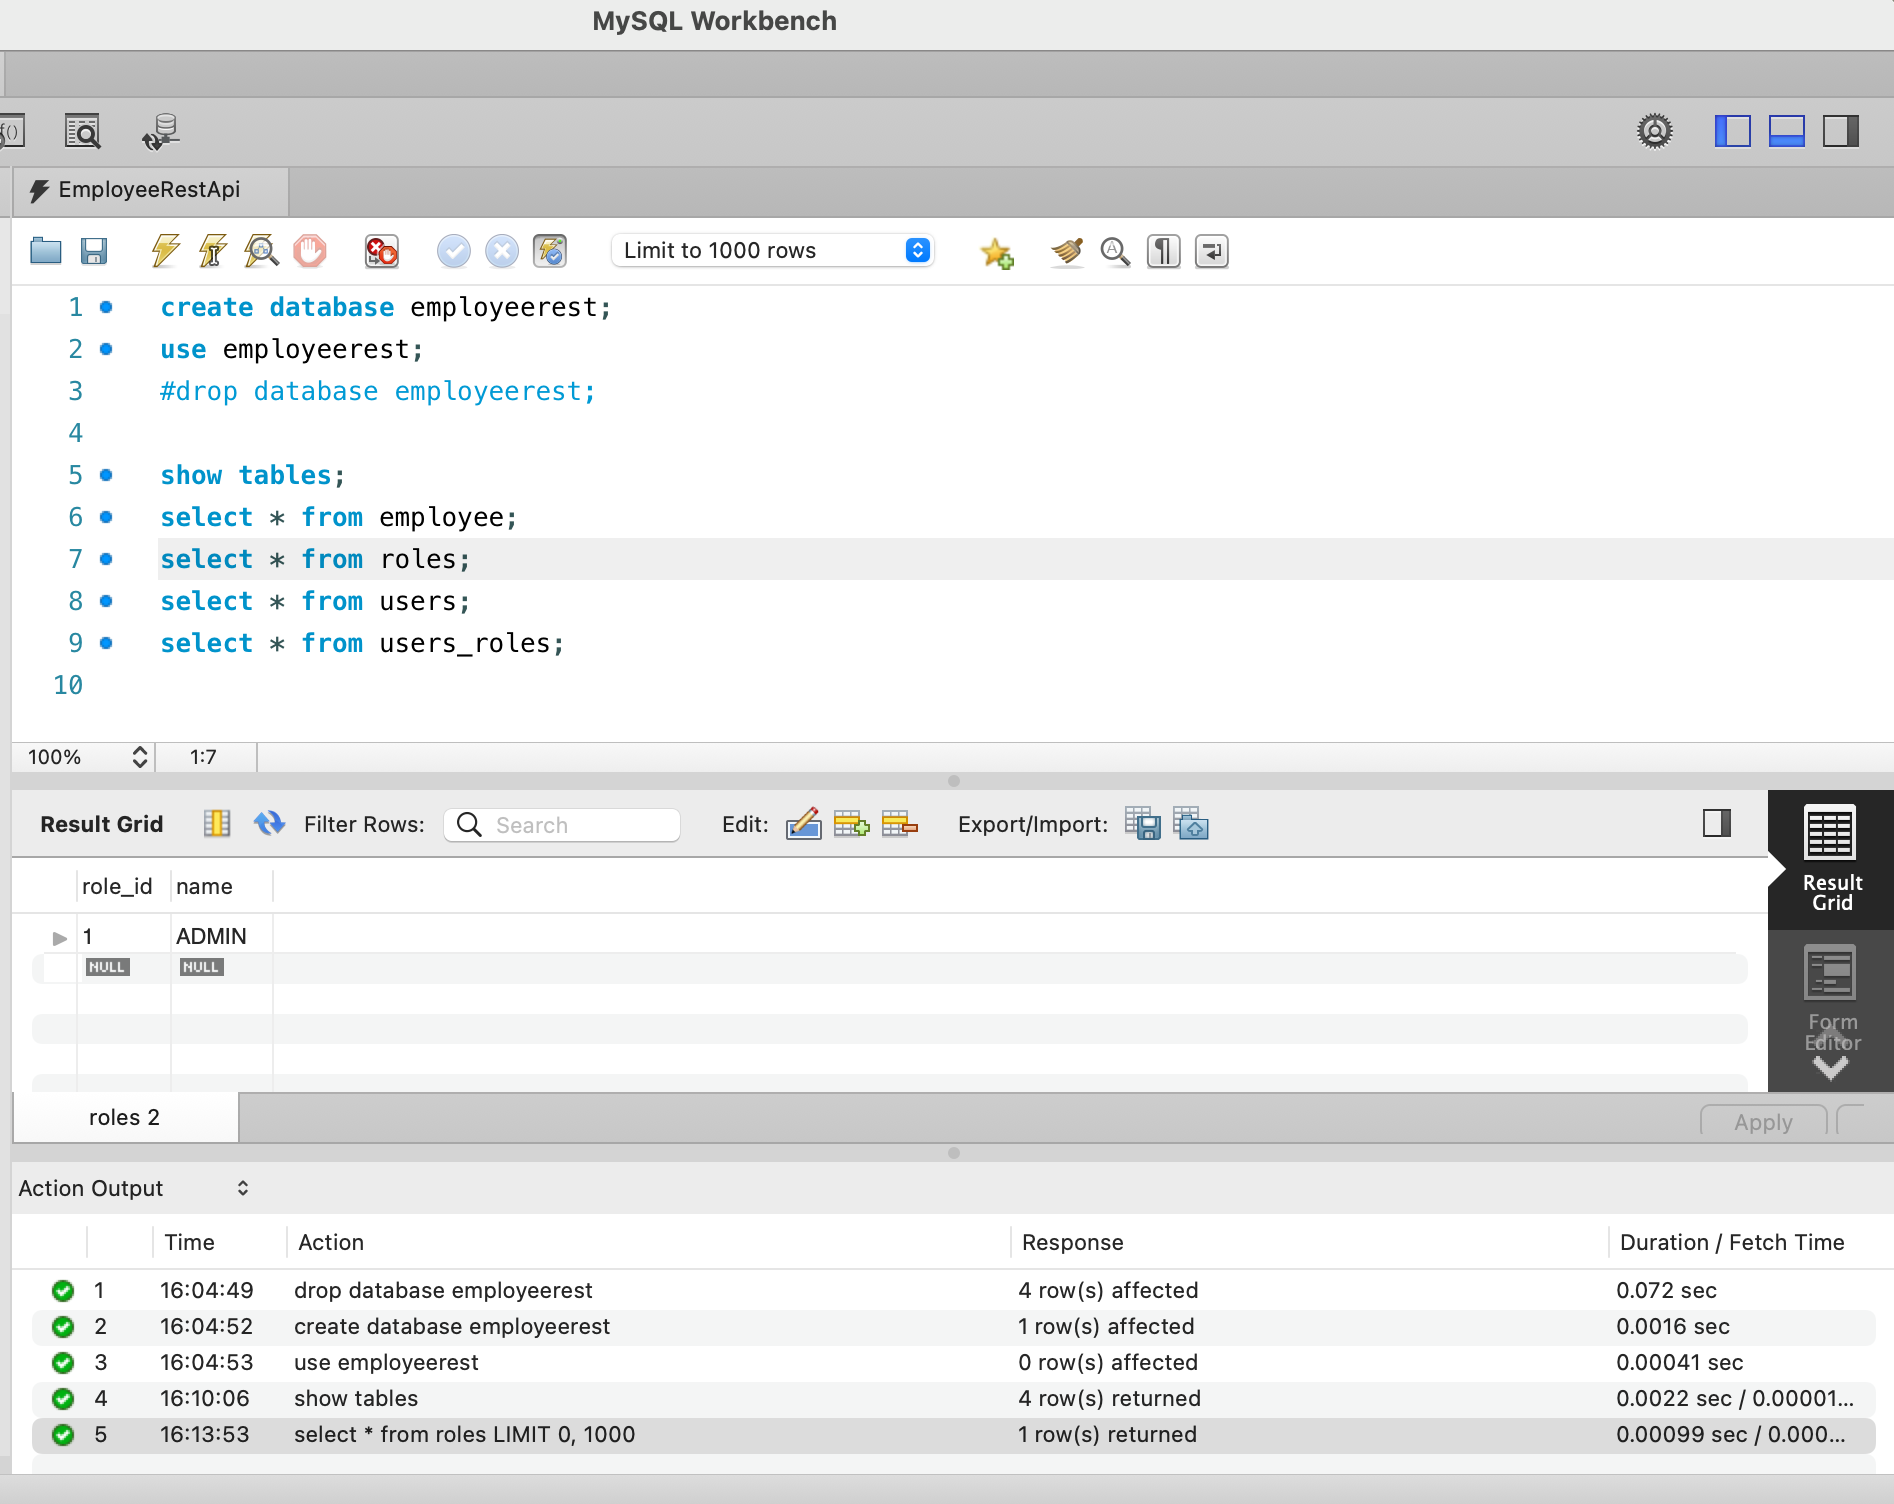 MySQL Workbench
f()
EmployeeRestApi
Limit to 1000 rows
1 create database employeerest;
2 use employeerest;
3 #drop database employeerest;
4
5 show tables;
6 select * from employee;
7 select * from roles;
8 select * from users;
9 select * from users_roles;
10
100% 1:7
Result Grid Filter Rows: Search Edit: Export/Import:
role_id name
1 ADMIN
NULL NULL
Result
Grid
Form
Editor
roles 2
Apply
Action Output
Time Action Response Duration / Fetch Time
1 16:04:49 drop database employeerest 4 row(s) affected 0.072 sec
2 16:04:52 create database employeerest 1 row(s) affected 0.0016 sec
3 16:04:53 use employeerest 0 row(s) affected 0.00041 sec
4 16:10:06 show tables 4 row(s) returned 0.0022 sec / 0.00001...
5 16:13:53 select * from roles LIMIT 0, 1000 1 row(s) returned 0.00099 sec / 0.000...